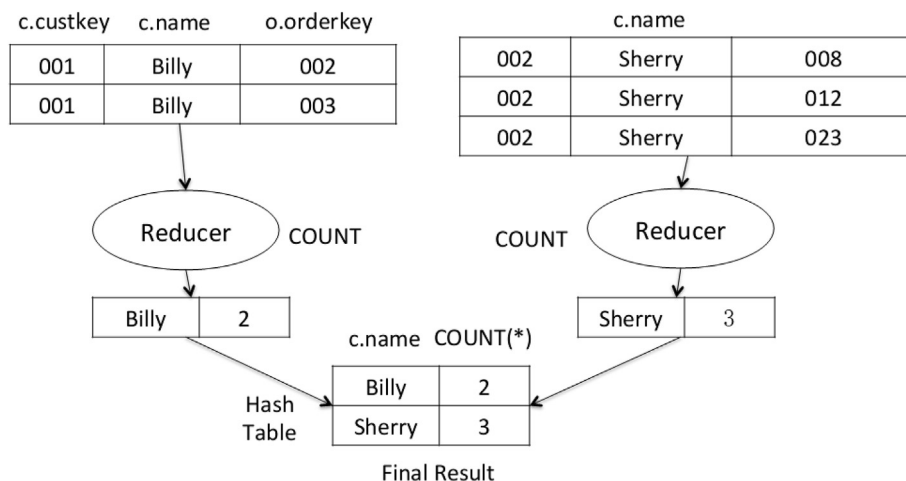 c.custkey c.name o.orderkey
001 Billy 002
001 Billy 003
c.name
002 Sherry 008
002 Sherry 012
002 Sherry 023
Reducer COUNT
COUNT Reducer
Billy 2
Sherry 3
c.name COUNT(*)
Billy 2
Sherry 3
Hash
Table
Final Result